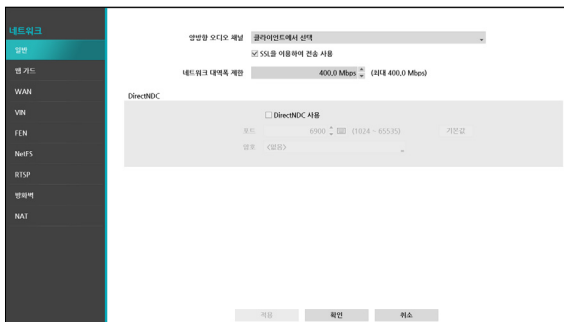 네트워크
일반
웹 가드
WAN
VIN
FEN
NetFS
RTSP
방화벽
NAT
양방향 오디오 채널 클라이언트에서 선택
SSL을 이용하여 전송 사용
네트워크 대역폭 제한 400.0 Mbps (최대 400.0 Mbps)
DirectNDC
DirectNDC 사용
포트 6900 (1024 ~ 65535) 기본값
암호 <없음>
적용 확인 취소